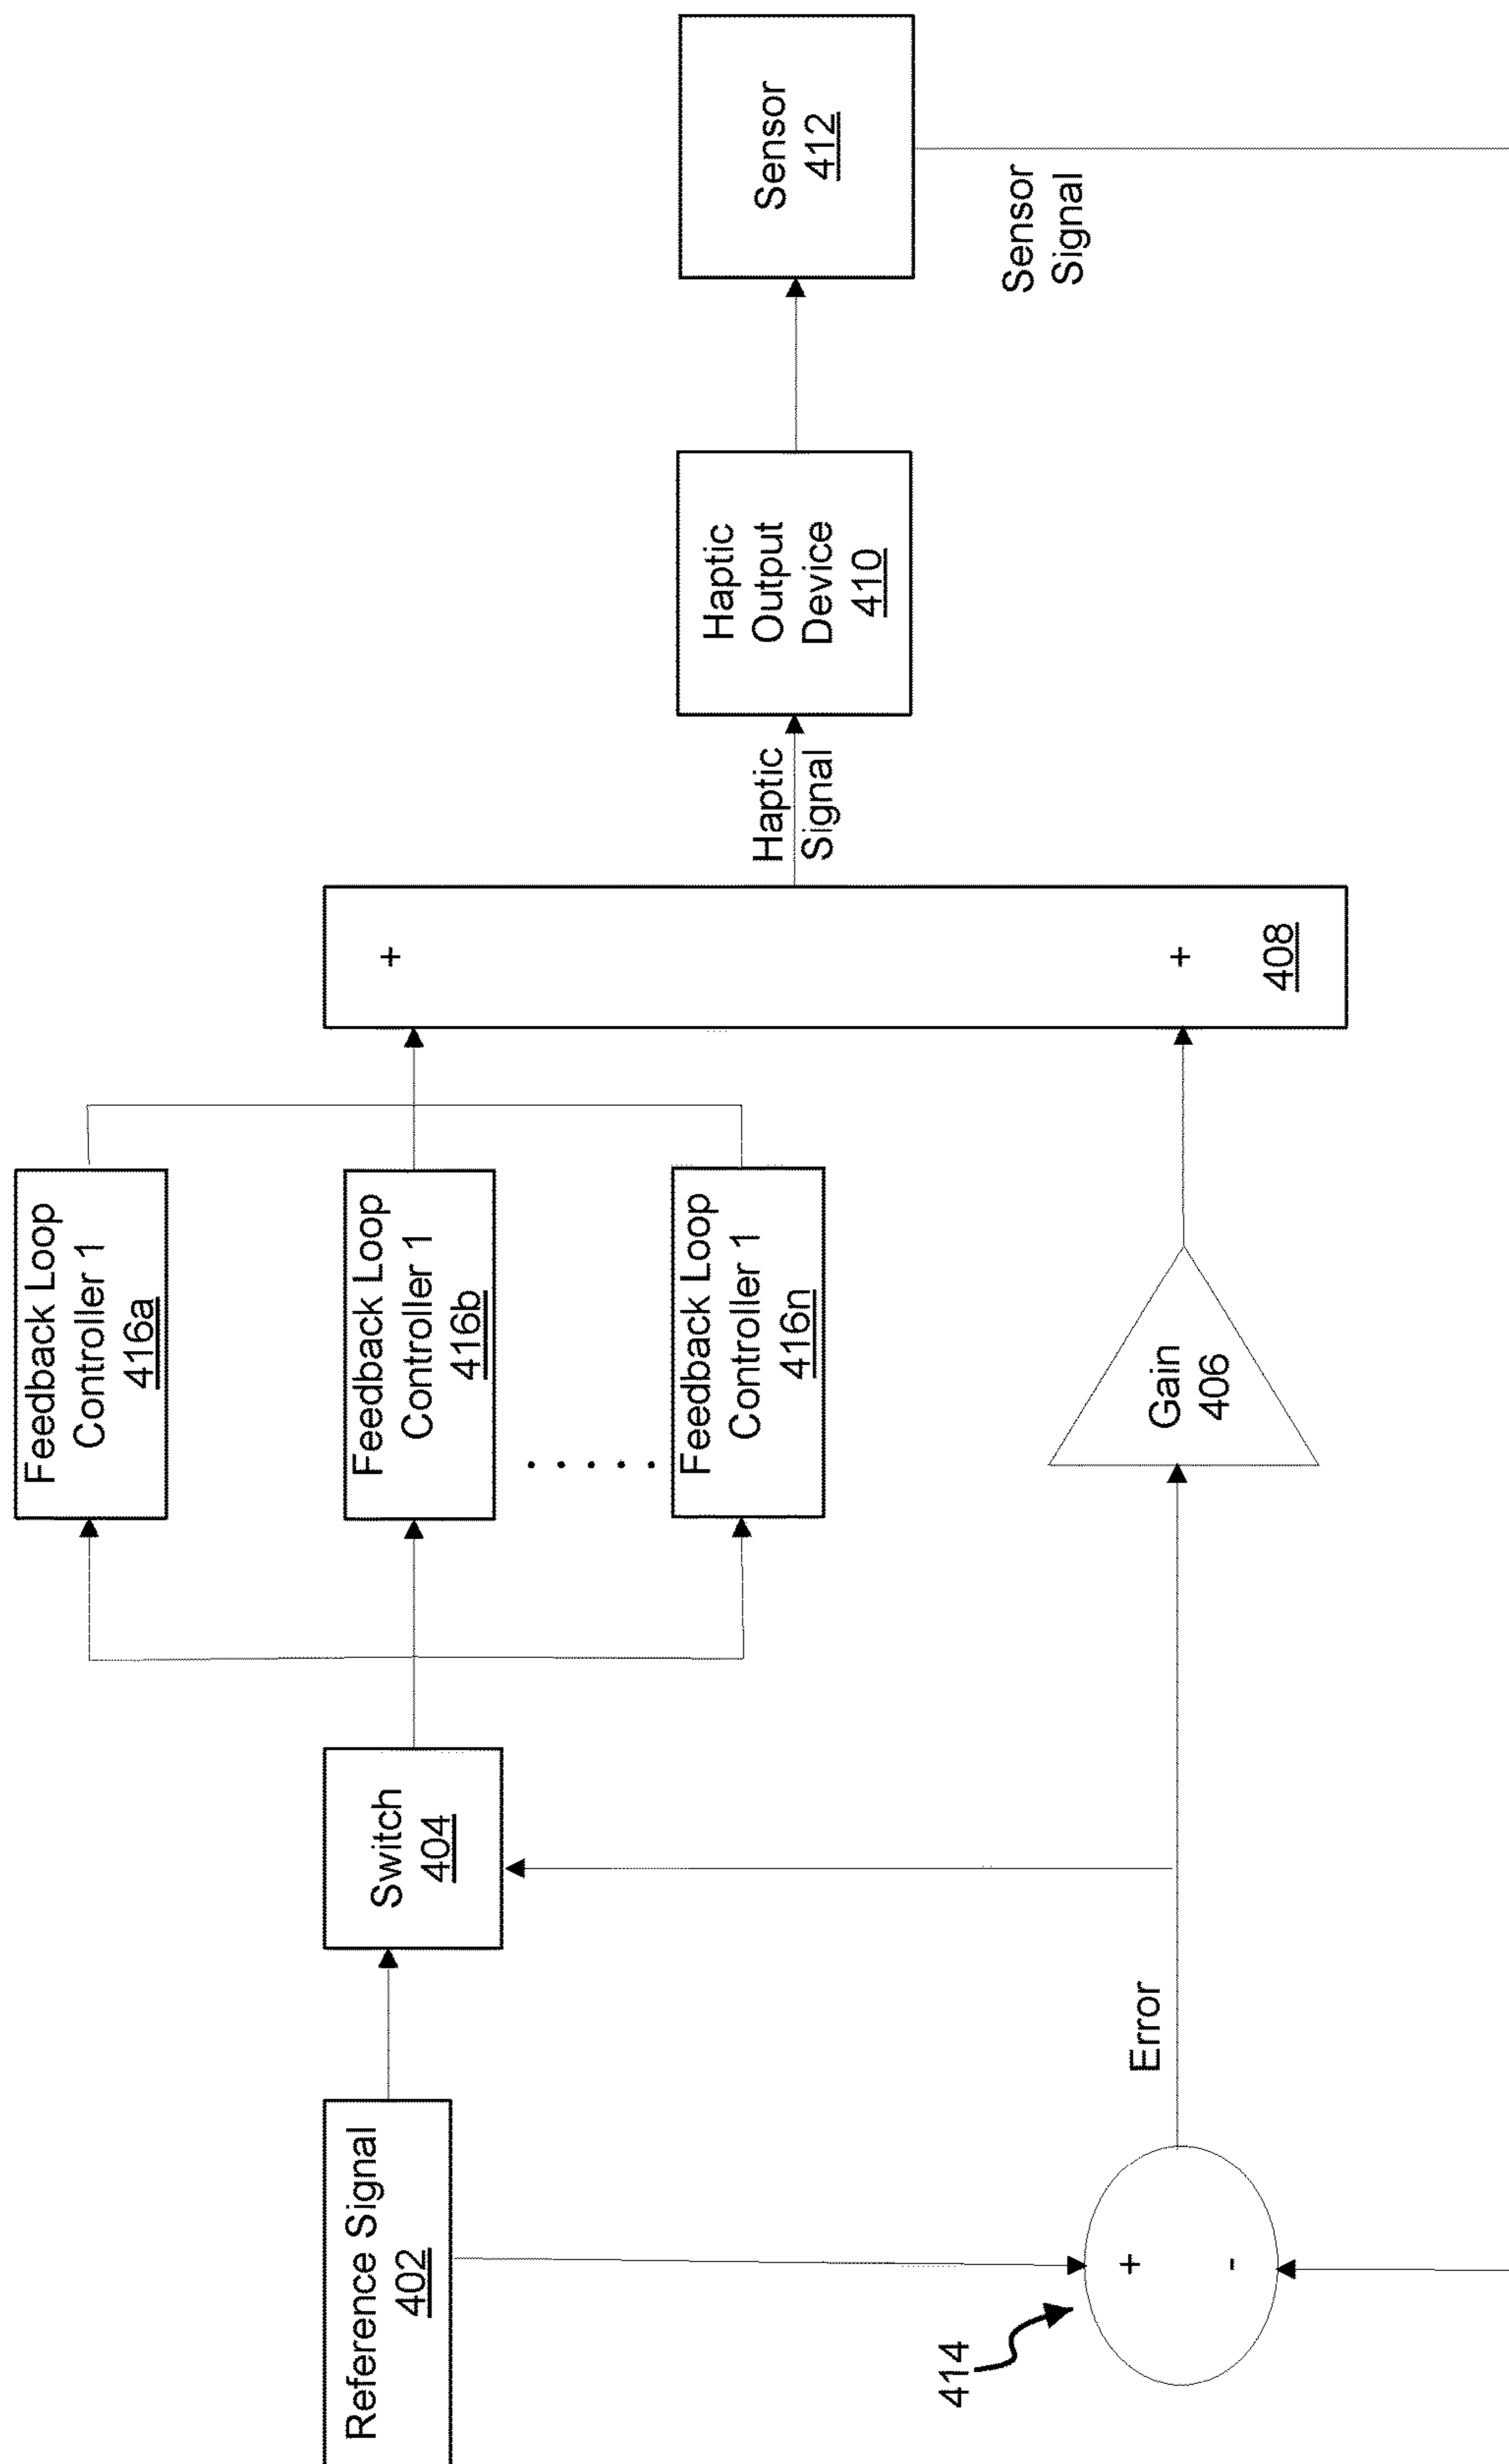 Reference Signal
402
Switch
404
Feedback Loop
Controller 1
416a
Feedback Loop
Controller 1
416b
.....
Feedback Loop
Controller 1
416n
+
+
408
Haptic
Signal
Haptic
Output
Device
410
Sensor
412
Sensor
Signal
414
+
-
Error
Gain
406